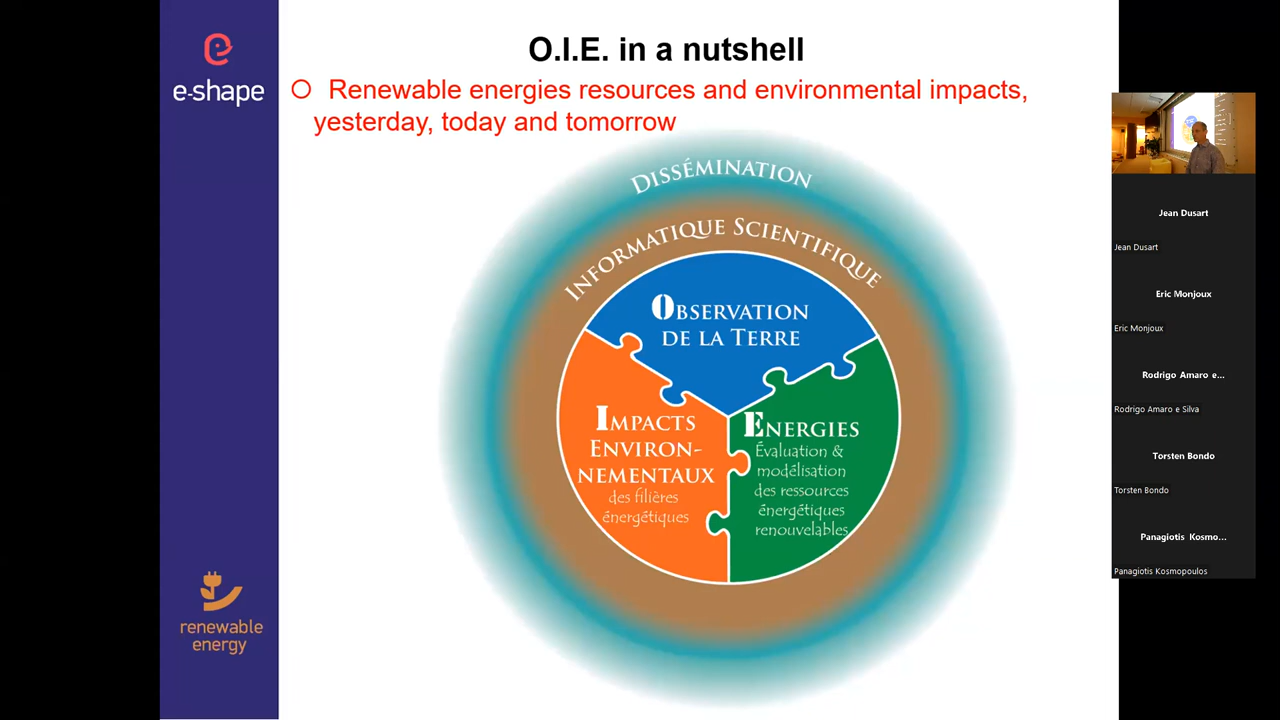 e-shape
O.I.E. in a nutshell
Renewable energies resources and environmental impacts,
yesterday, today and tomorrow
DISSÉMINATION
INFORMATIQUE SCIENTIFIQUE
OBSERVATION
DE LA TERRE
IMPACTS
ENVIRON-
NEMENTAUX
des filières
énergétiques
ENERGIES
Évaluation &
modélisation
des ressources
énergétiques
renouvelables
renewable
energy
Jean Dusart
Jean Dusart
Eric Monjoux
Eric Monjoux
Rodrigo Amaro e...
Rodrigo Amaro e Silva
Torsten Bondo
Torsten Bondo
Panagiotis Kosmo...
Panagiotis Kosmopoulos